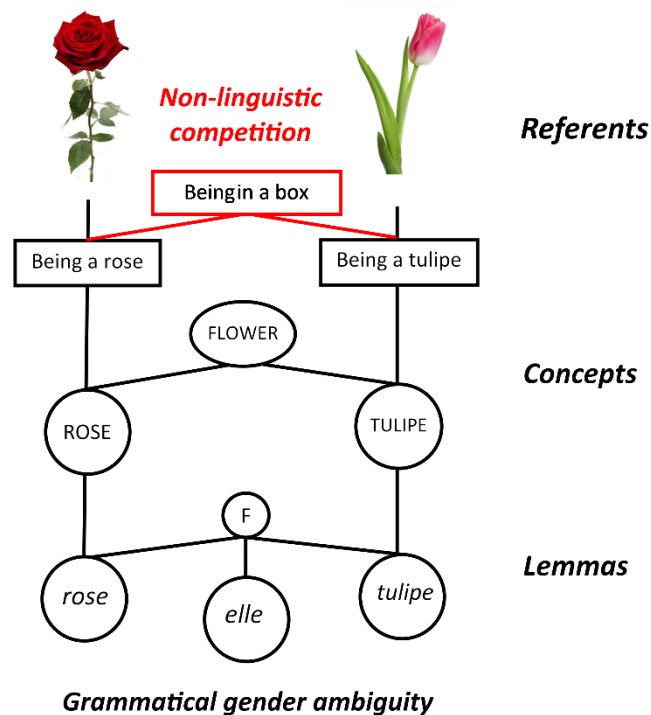 Non-linguistic
competition
Referents
Being in a box
Being a rose
Being a tulipe
FLOWER
Concepts
ROSE
TULIPE
F
Lemmas
rose
elle
tulipe
Grammatical gender ambiguity